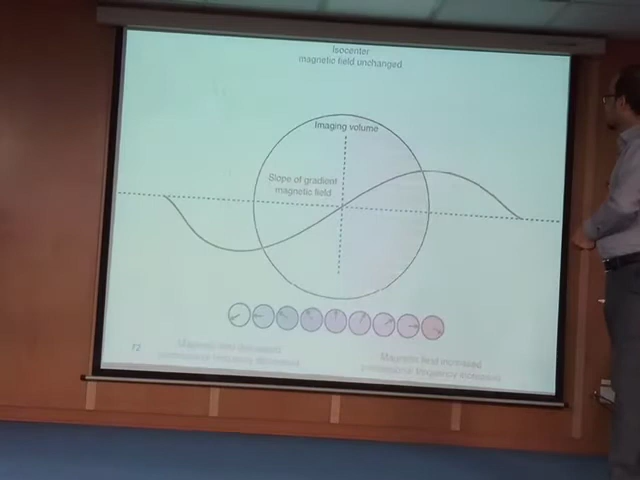 Isocenter
magnetic field unchanged
Imaging volume
Slope of gradient
magnetic field
Magnetic field decreased
precessional frequency decreased
Magnetic field increased
precessional frequency increased
72